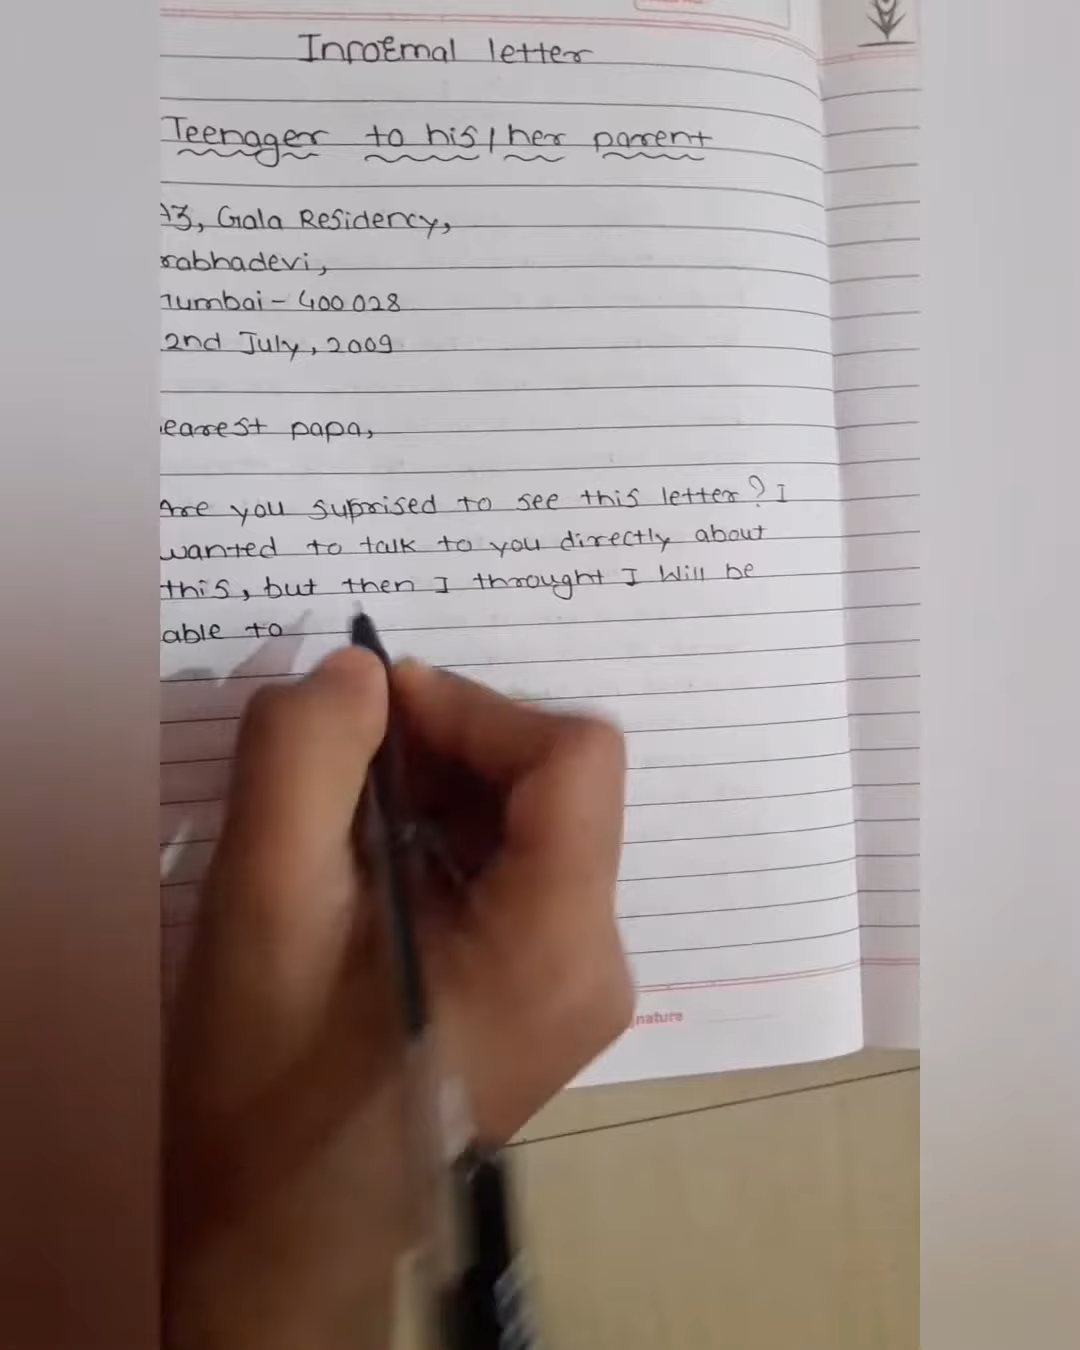 Inroemal letter
Teenager to his/her parent
13, Gala Residency,
rabhadevi,
umbai - 400 028
2nd July, 2009
earest papa,
Are you suprised to see this letter? I
wanted to talk to you directly about
this, but then I throught I will be
able to
nature